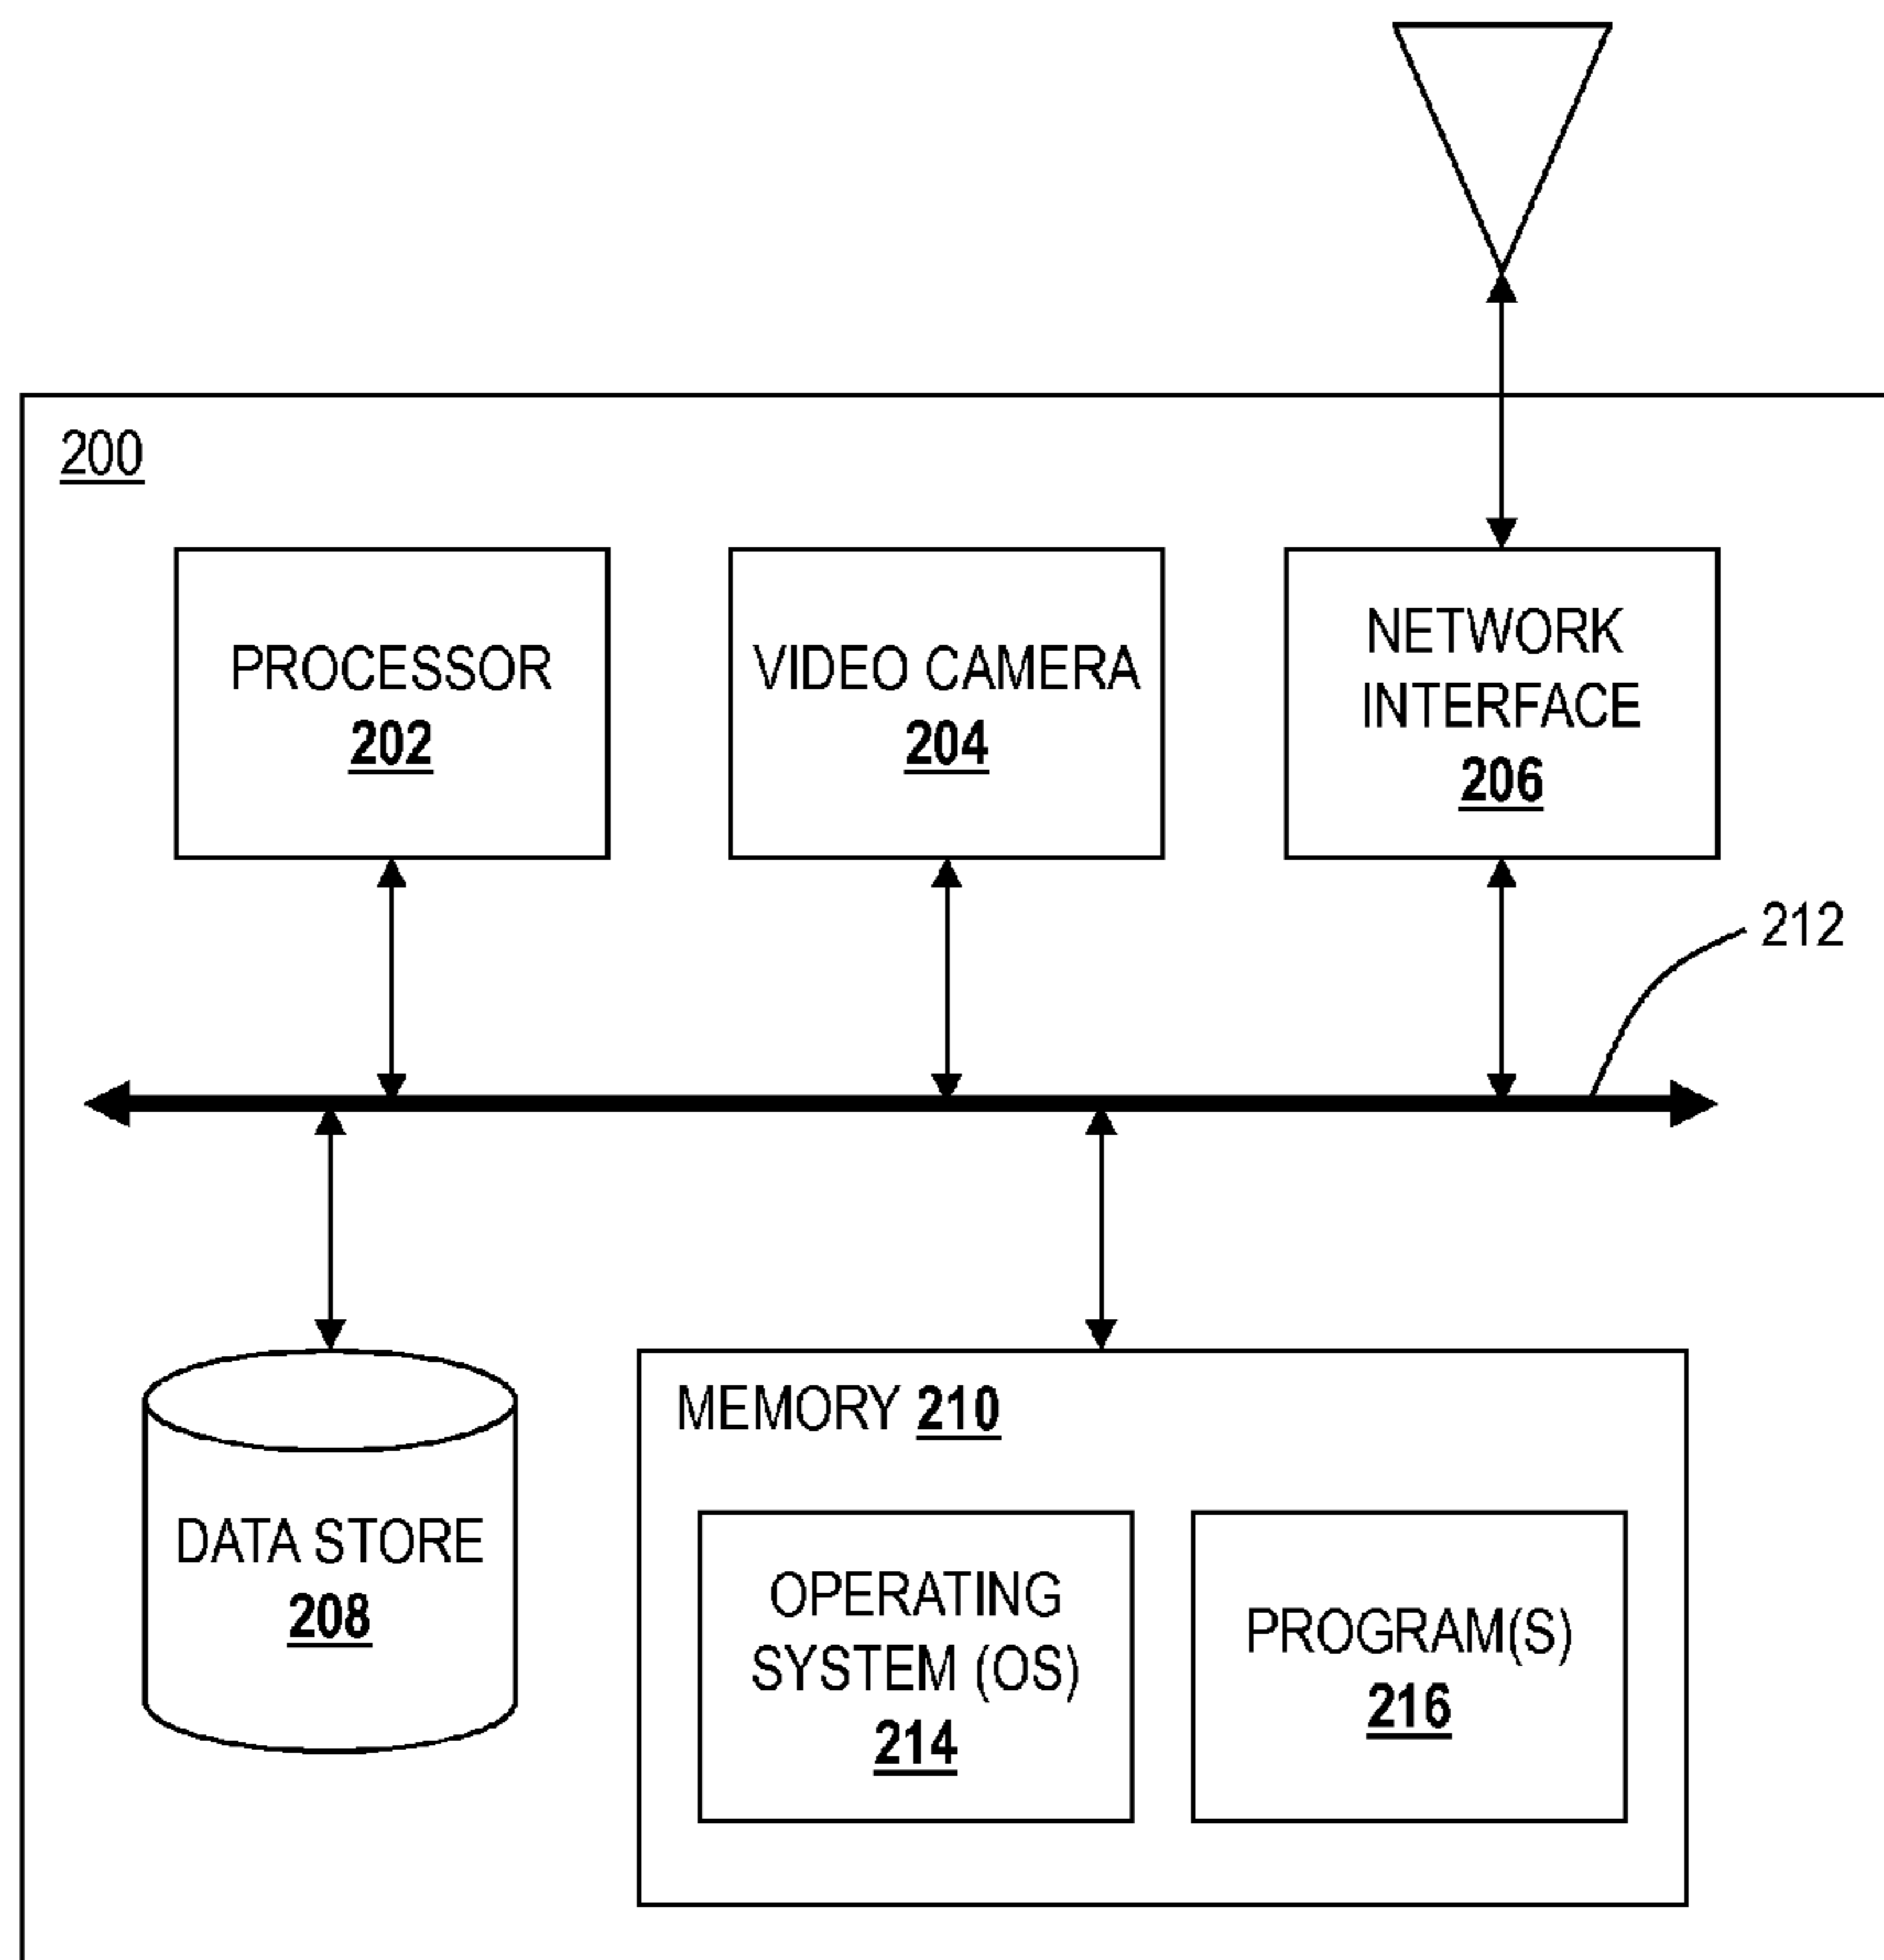 200
PROCESSOR
202
VIDEO CAMERA
204
NETWORK
INTERFACE
206
212
DATA STORE
208
MEMORY 210
OPERATING
SYSTEM (OS)
214
PROGRAM(S)
216